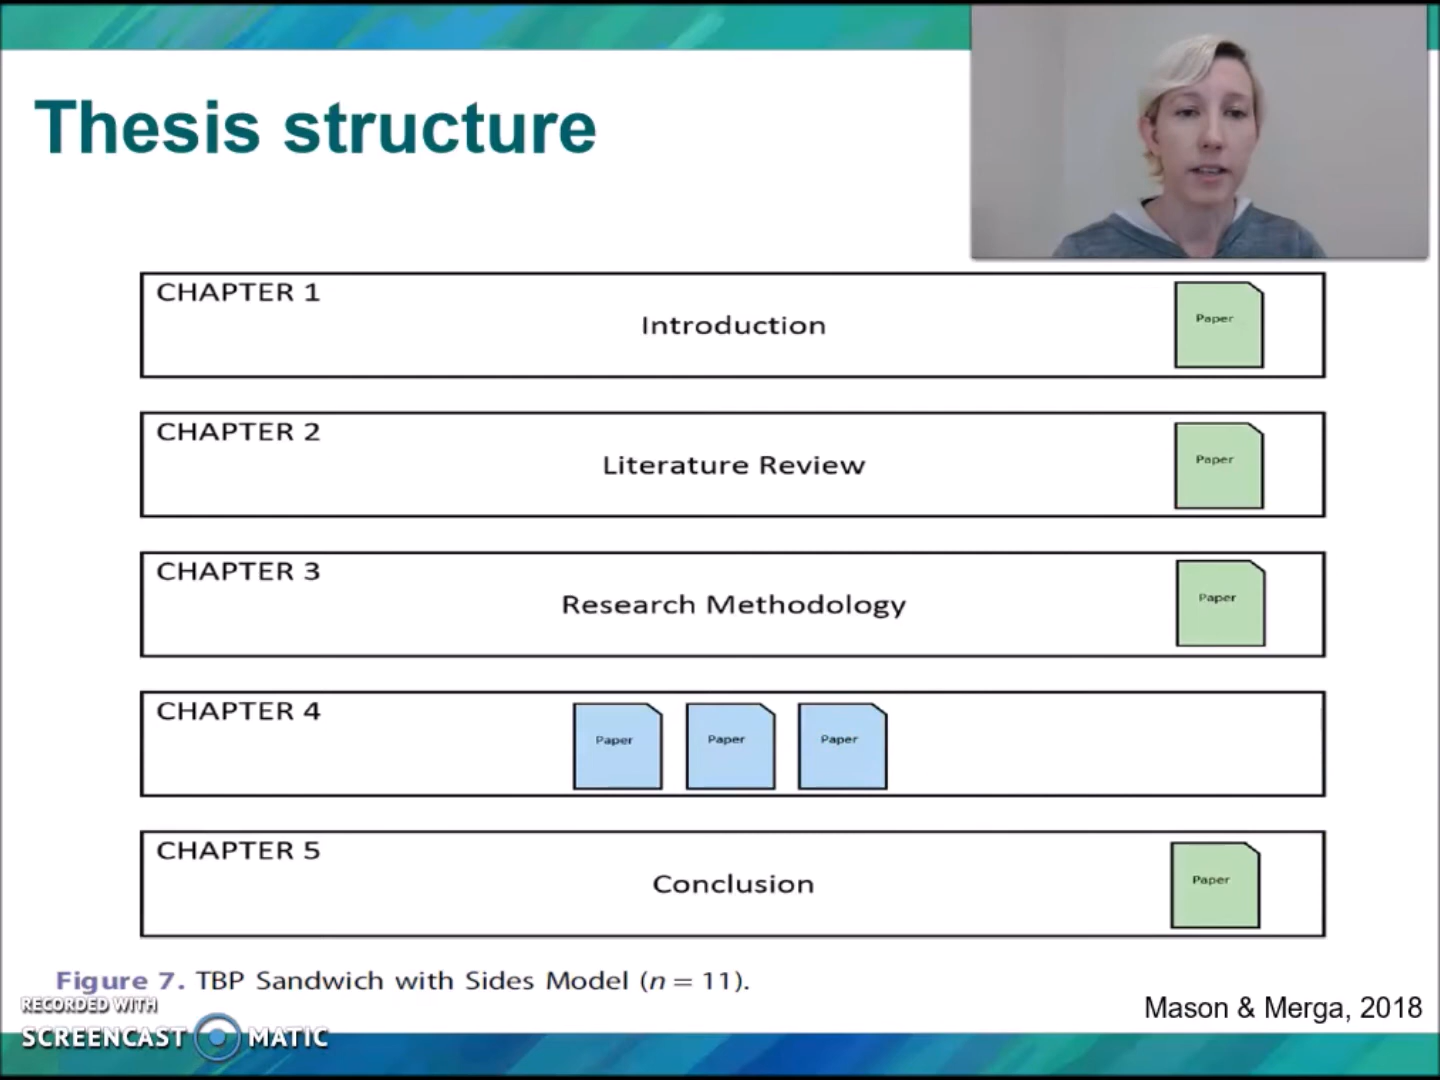 Thesis structure
CHAPTER 1
Introduction
Paper
CHAPTER 2
Literature Review
Paper
CHAPTER 3
Research Methodology
Paper
CHAPTER 4
Paper Paper Paper
CHAPTER 5
Conclusion
Paper
Figure 7. TBP Sandwich with Sides Model (n = 11).
Mason & Merga, 2018
RECORDED WITH
SCREENCAST MATIC